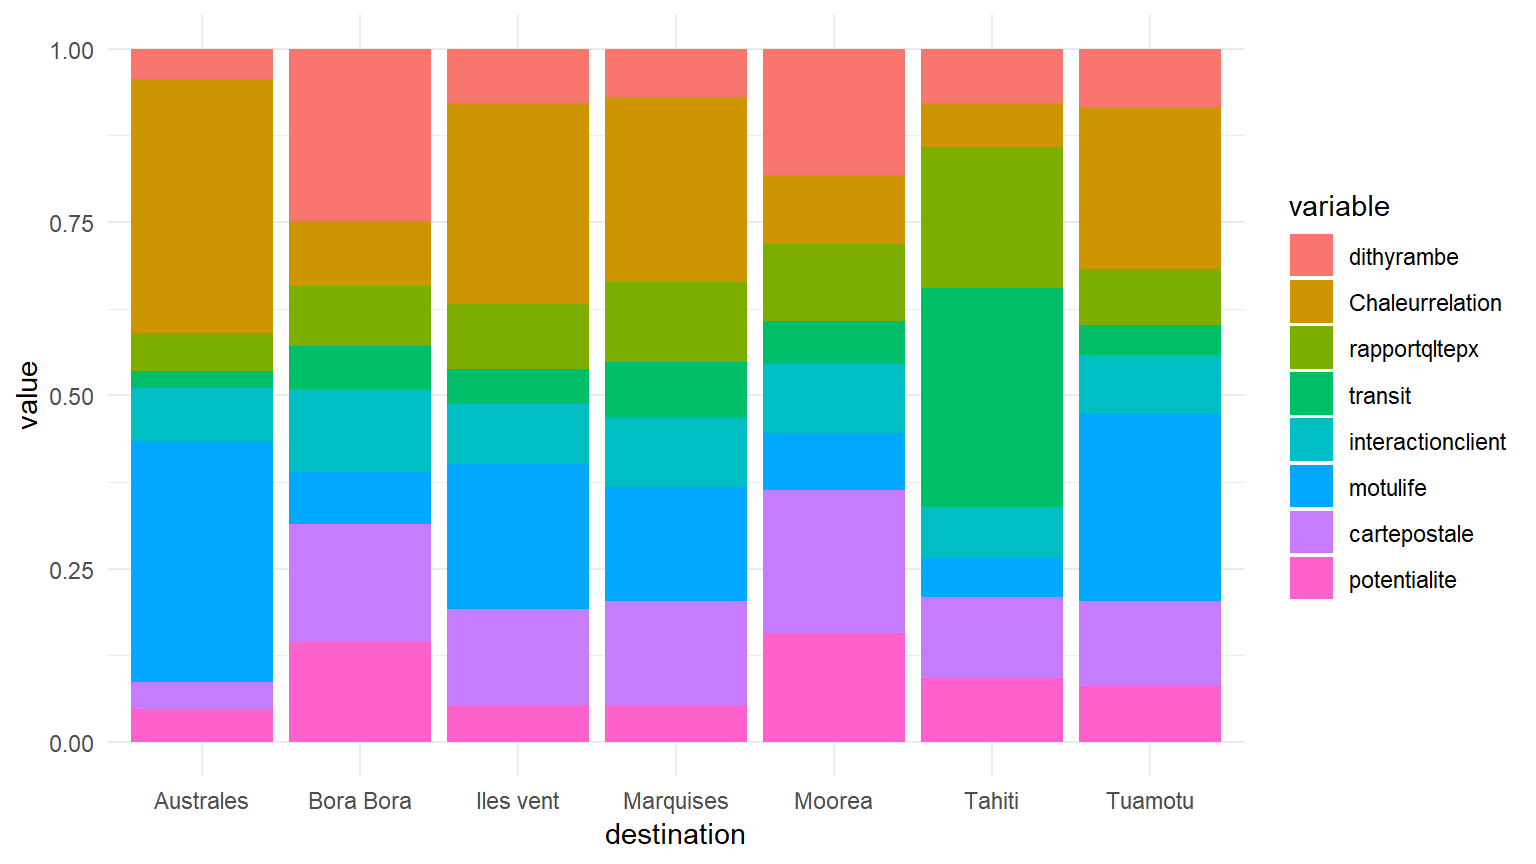 1.00
0.75
0.50
0.25
0.00
value
Australes
Bora Bora
Iles vent
Marquises
Moorea
Tahiti
Tuamotu
destination
variable
dithyrambe
Chaleurrelation
rapportqltepx
transit
interactionclient
motulife
cartepostale
potentialite